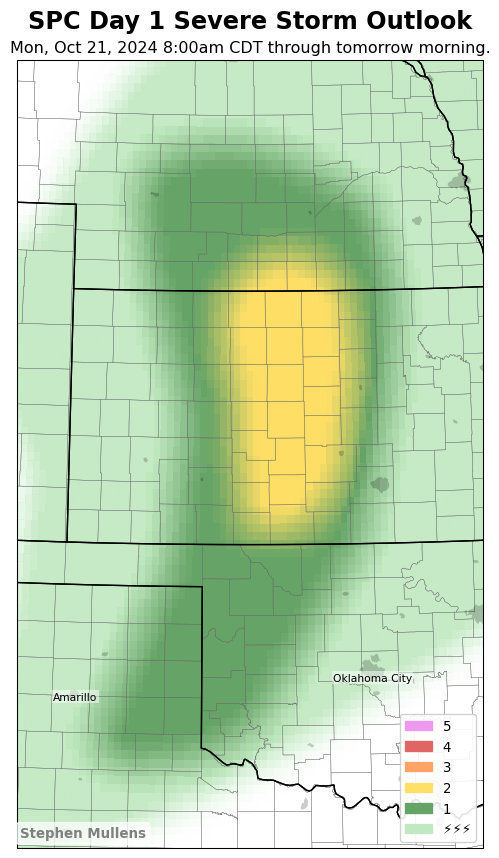 SPC Day 1 Severe Storm Outlook
Mon, Oct 21, 2024 8:00am CDT through tomorrow morning.
Oklahoma City
Amarillo
5
4
3
2
1
⚡⚡⚡
Stephen Mullens